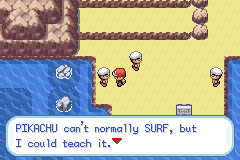 PIKACHU can't normally SURF, but
I could teach it.